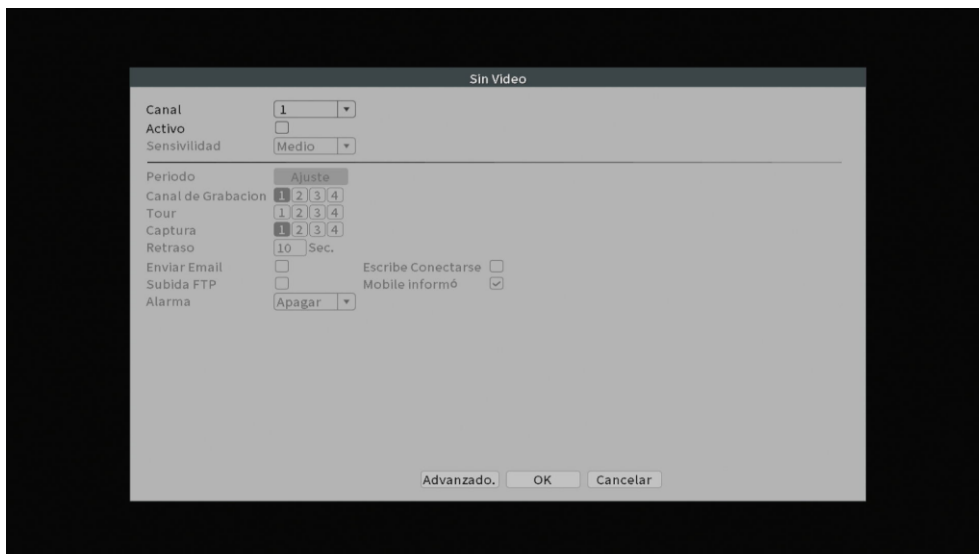 Sin Video
Canal 1
Activo
Sensivilidad Medio
Periodo Ajuste
Canal de Grabacion 1 2 3 4
Tour 1 2 3 4
Captura 1 2 3 4
Retraso 10 Sec.
Enviar Email Escribe Conectarse
Subida FTP Mobile informó
Alarma Apagar
Advanzado. OK Cancelar